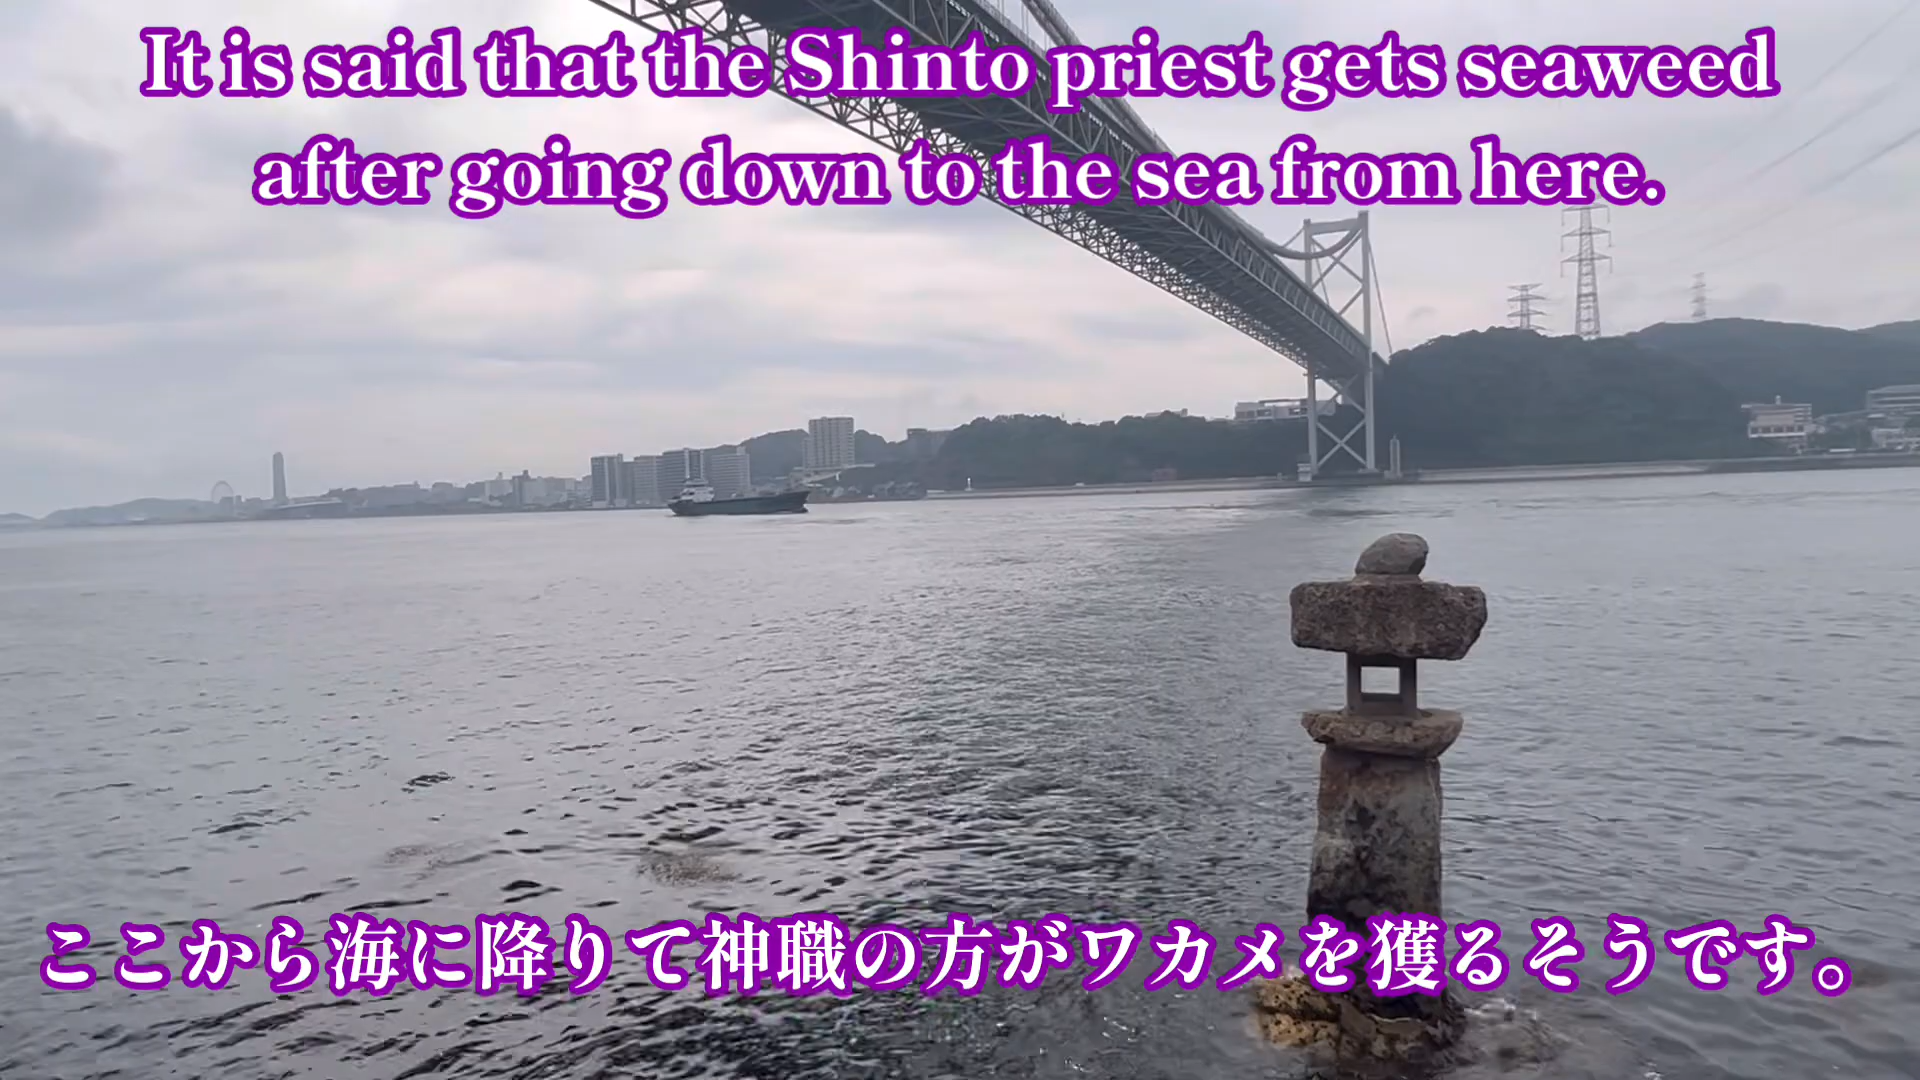 It is said that the Shinto priest gets seaweed
after going down to the sea from here.
ここから海に降りて神職の方がワカメを獲るそうです。